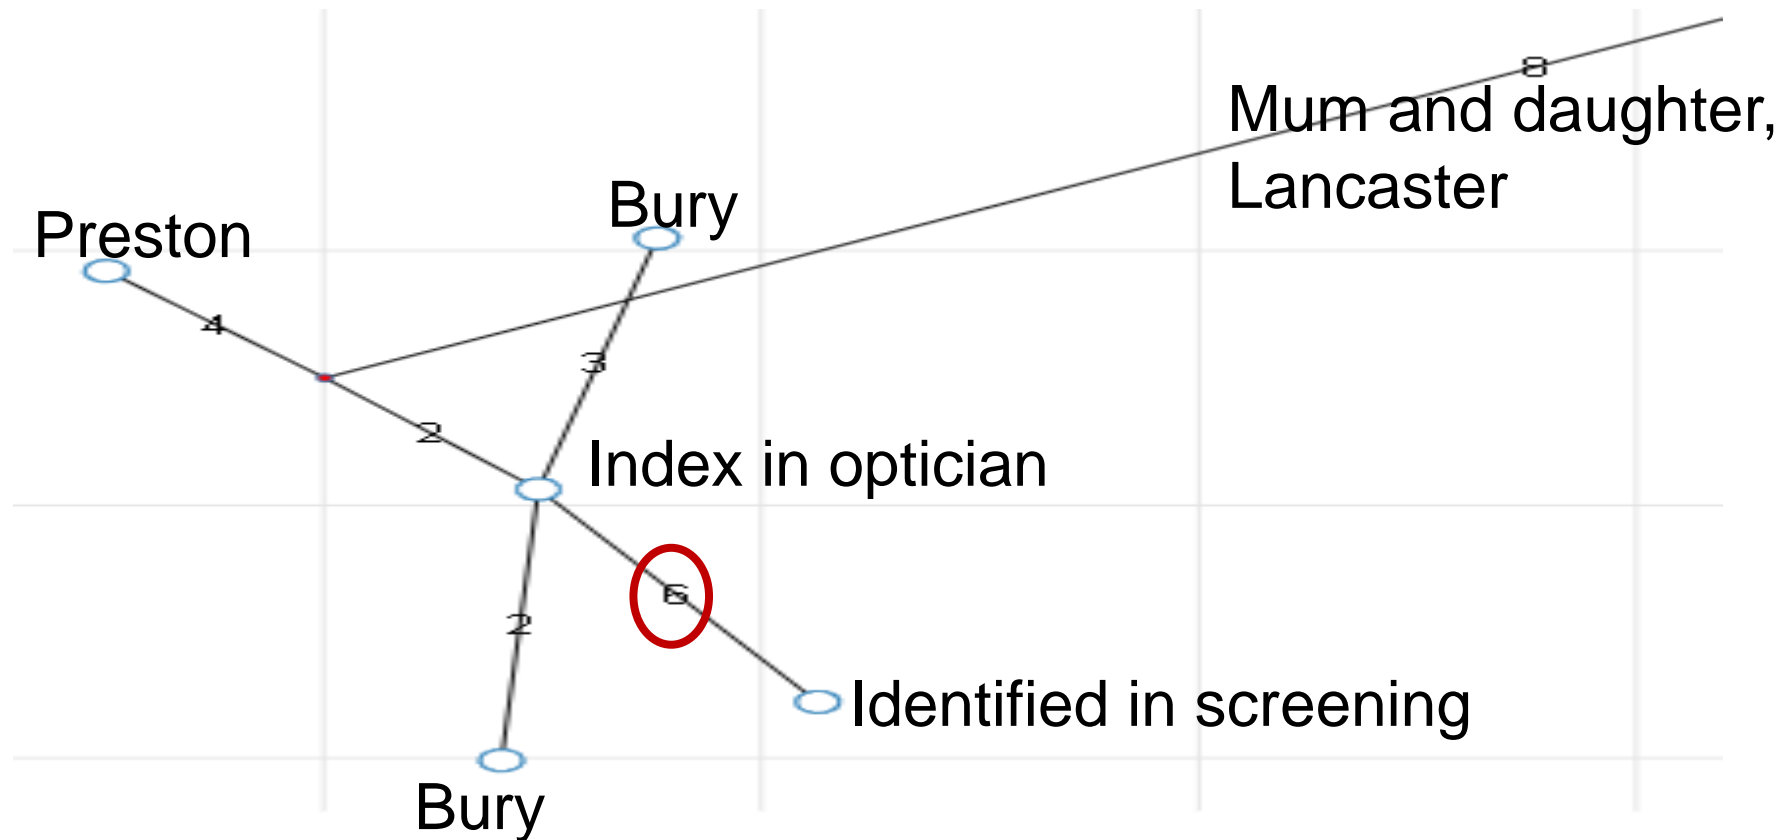 8
Mum and daughter,
Lancaster
Bury
Preston
4
3
2
Index in optician
6
2
Identified in screening
Bury